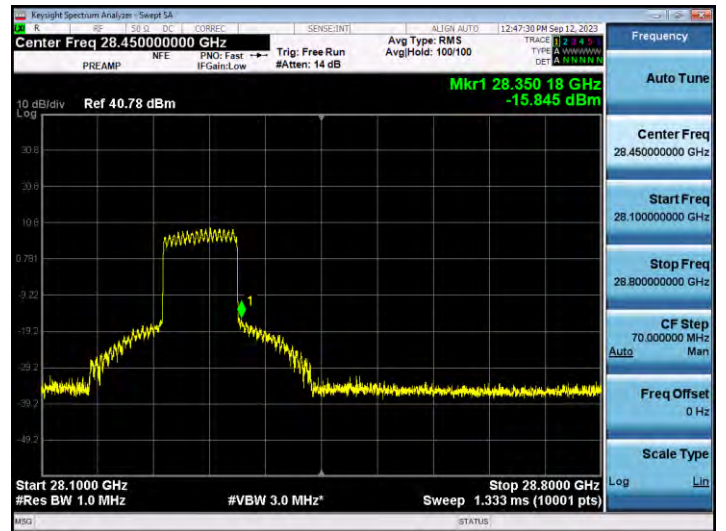 Keysight Spectrum Analyzer - Swept SA
R RF 50 Ω DC CORREC SENSE:INT ALIGN AUTO 12:47:30 PM Sep 12, 2023
Center Freq 28.450000000 GHz
PREAMP NFE PNO: Fast IFGain:Low
Trig: Free Run
#Atten: 14 dB
Avg Type: RMS
Avg|Hold: 100/100
TRACE 1 2 3 4 5 6
TYPE A WWWWW
DET A N N N N N
Mkr1 28.350 18 GHz
-15.845 dBm
10 dB/div Ref 40.78 dBm
Log
30.8
20.8
10.8
0.781
-9.22
-19.2
-29.2
-39.2
-49.2
1
Start 28.1000 GHz Stop 28.8000 GHz
#Res BW 1.0 MHz #VBW 3.0 MHz* Sweep 1.333 ms (10001 pts)
MSG STATUS
Frequency
Auto Tune
Center Freq
28.450000000 GHz
Start Freq
28.100000000 GHz
Stop Freq
28.800000000 GHz
CF Step
70.000000 MHz
Auto Man
Freq Offset
0 Hz
Scale Type
Log Lin